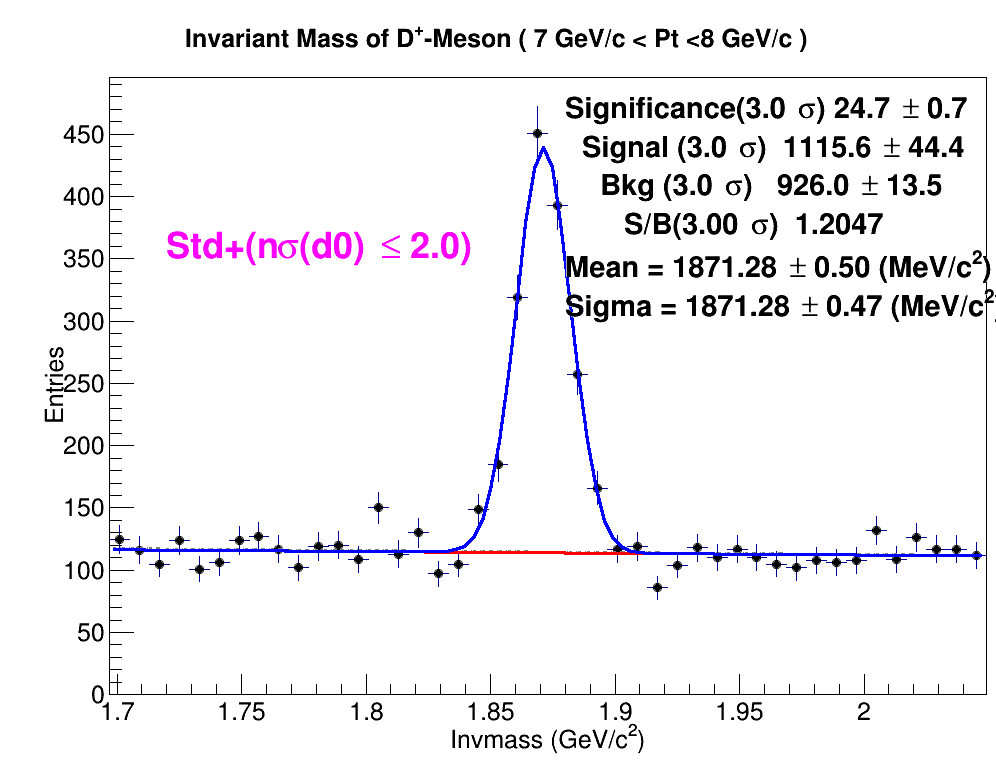 Invariant Mass of D⁺-Meson ( 7 GeV/c < Pt <8 GeV/c )
Significance(3.0 σ) 24.7 ± 0.7
Signal (3.0 σ) 1115.6 ± 44.4
Bkg (3.0 σ) 926.0 ± 13.5
S/B(3.00 σ) 1.2047
Mean = 1871.28 ± 0.50 (MeV/c²)
Sigma = 1871.28 ± 0.47 (MeV/c²)
Std+(nσ(d0) ≤ 2.0)
Entries
450
400
350
300
250
200
150
100
50
0
1.7 1.75 1.8 1.85 1.9 1.95 2
Invmass (GeV/c²)